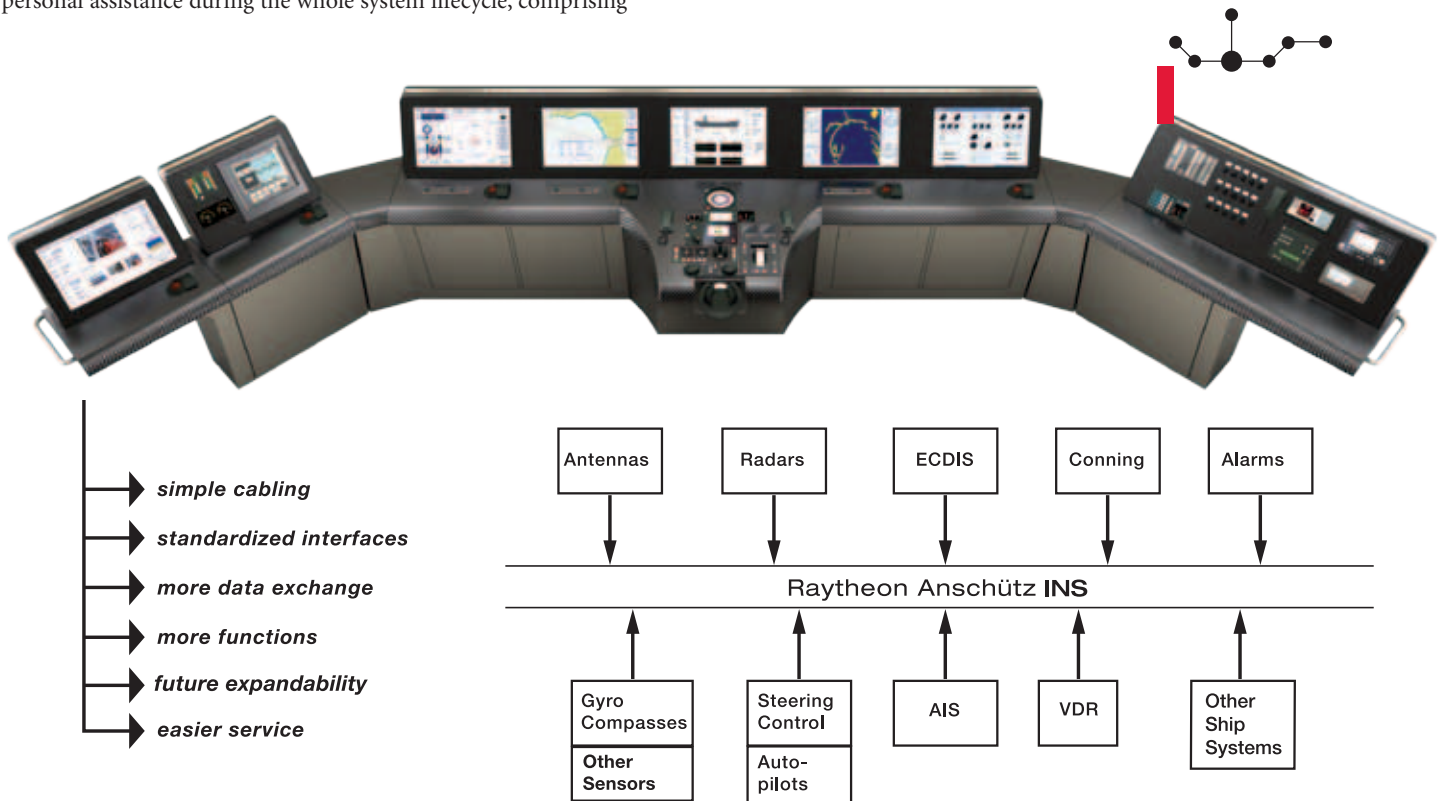 personal assistance during the whole system lifecycle, comprising
simple cabling
standardized interfaces
more data exchange
more functions
future expandability
easier service
Antennas
Radars
ECDIS
Conning
Alarms
Raytheon Anschütz INS
Gyro
Compasses
Other
Sensors
Steering
Control
Auto-
pilots
AIS
VDR
Other
Ship
Systems